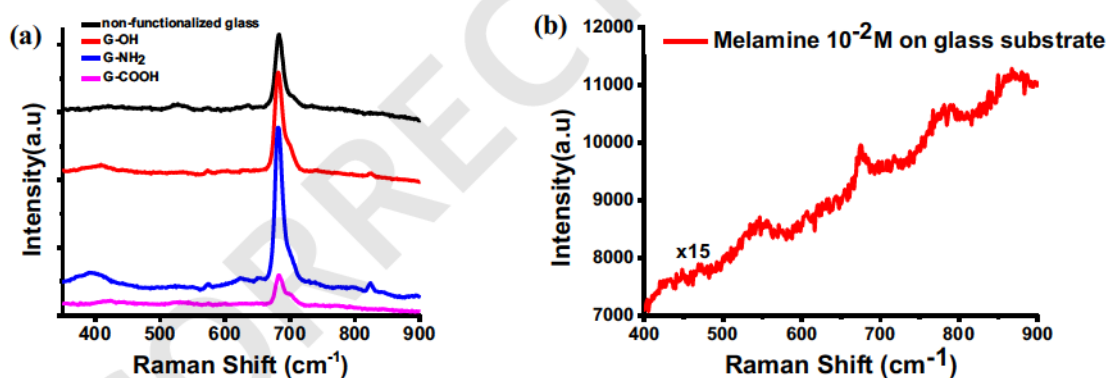 (a)
non-functionalized glass
G-OH
G-NH2
G-COOH
Intensity(a.u)
400 500 600 700 800 900
Raman Shift (cm-1)
(b)
Melamine 10-2M on glass substrate
12000
11000
10000
9000
8000
7000
Intensity(a.u)
x15
400 500 600 700 800 900
Raman Shift (cm-1)